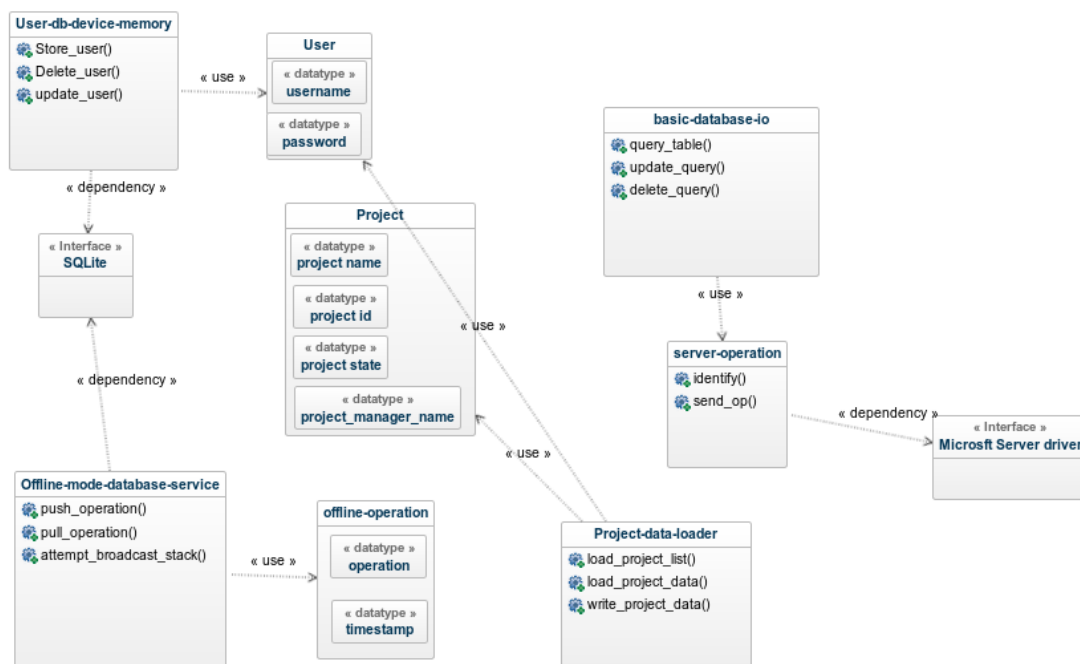 User-db-device-memory
Store_user()
Delete_user()
update_user()
« use »
User
« datatype »
username
« datatype »
password
« dependency »
« Interface »
SQLite
basic-database-io
query_table()
update_query()
delete_query()
« use »
Project
« datatype »
project name
« datatype »
project id
« datatype »
project state
« datatype »
project_manager_name
« use »
« use »
server-operation
identify()
send_op()
« dependency »
« Interface »
Microsft Server driver
« dependency »
Offline-mode-database-service
push_operation()
pull_operation()
attempt_broadcast_stack()
« use »
offline-operation
« datatype »
operation
« datatype »
timestamp
Project-data-loader
load_project_list()
load_project_data()
write_project_data()